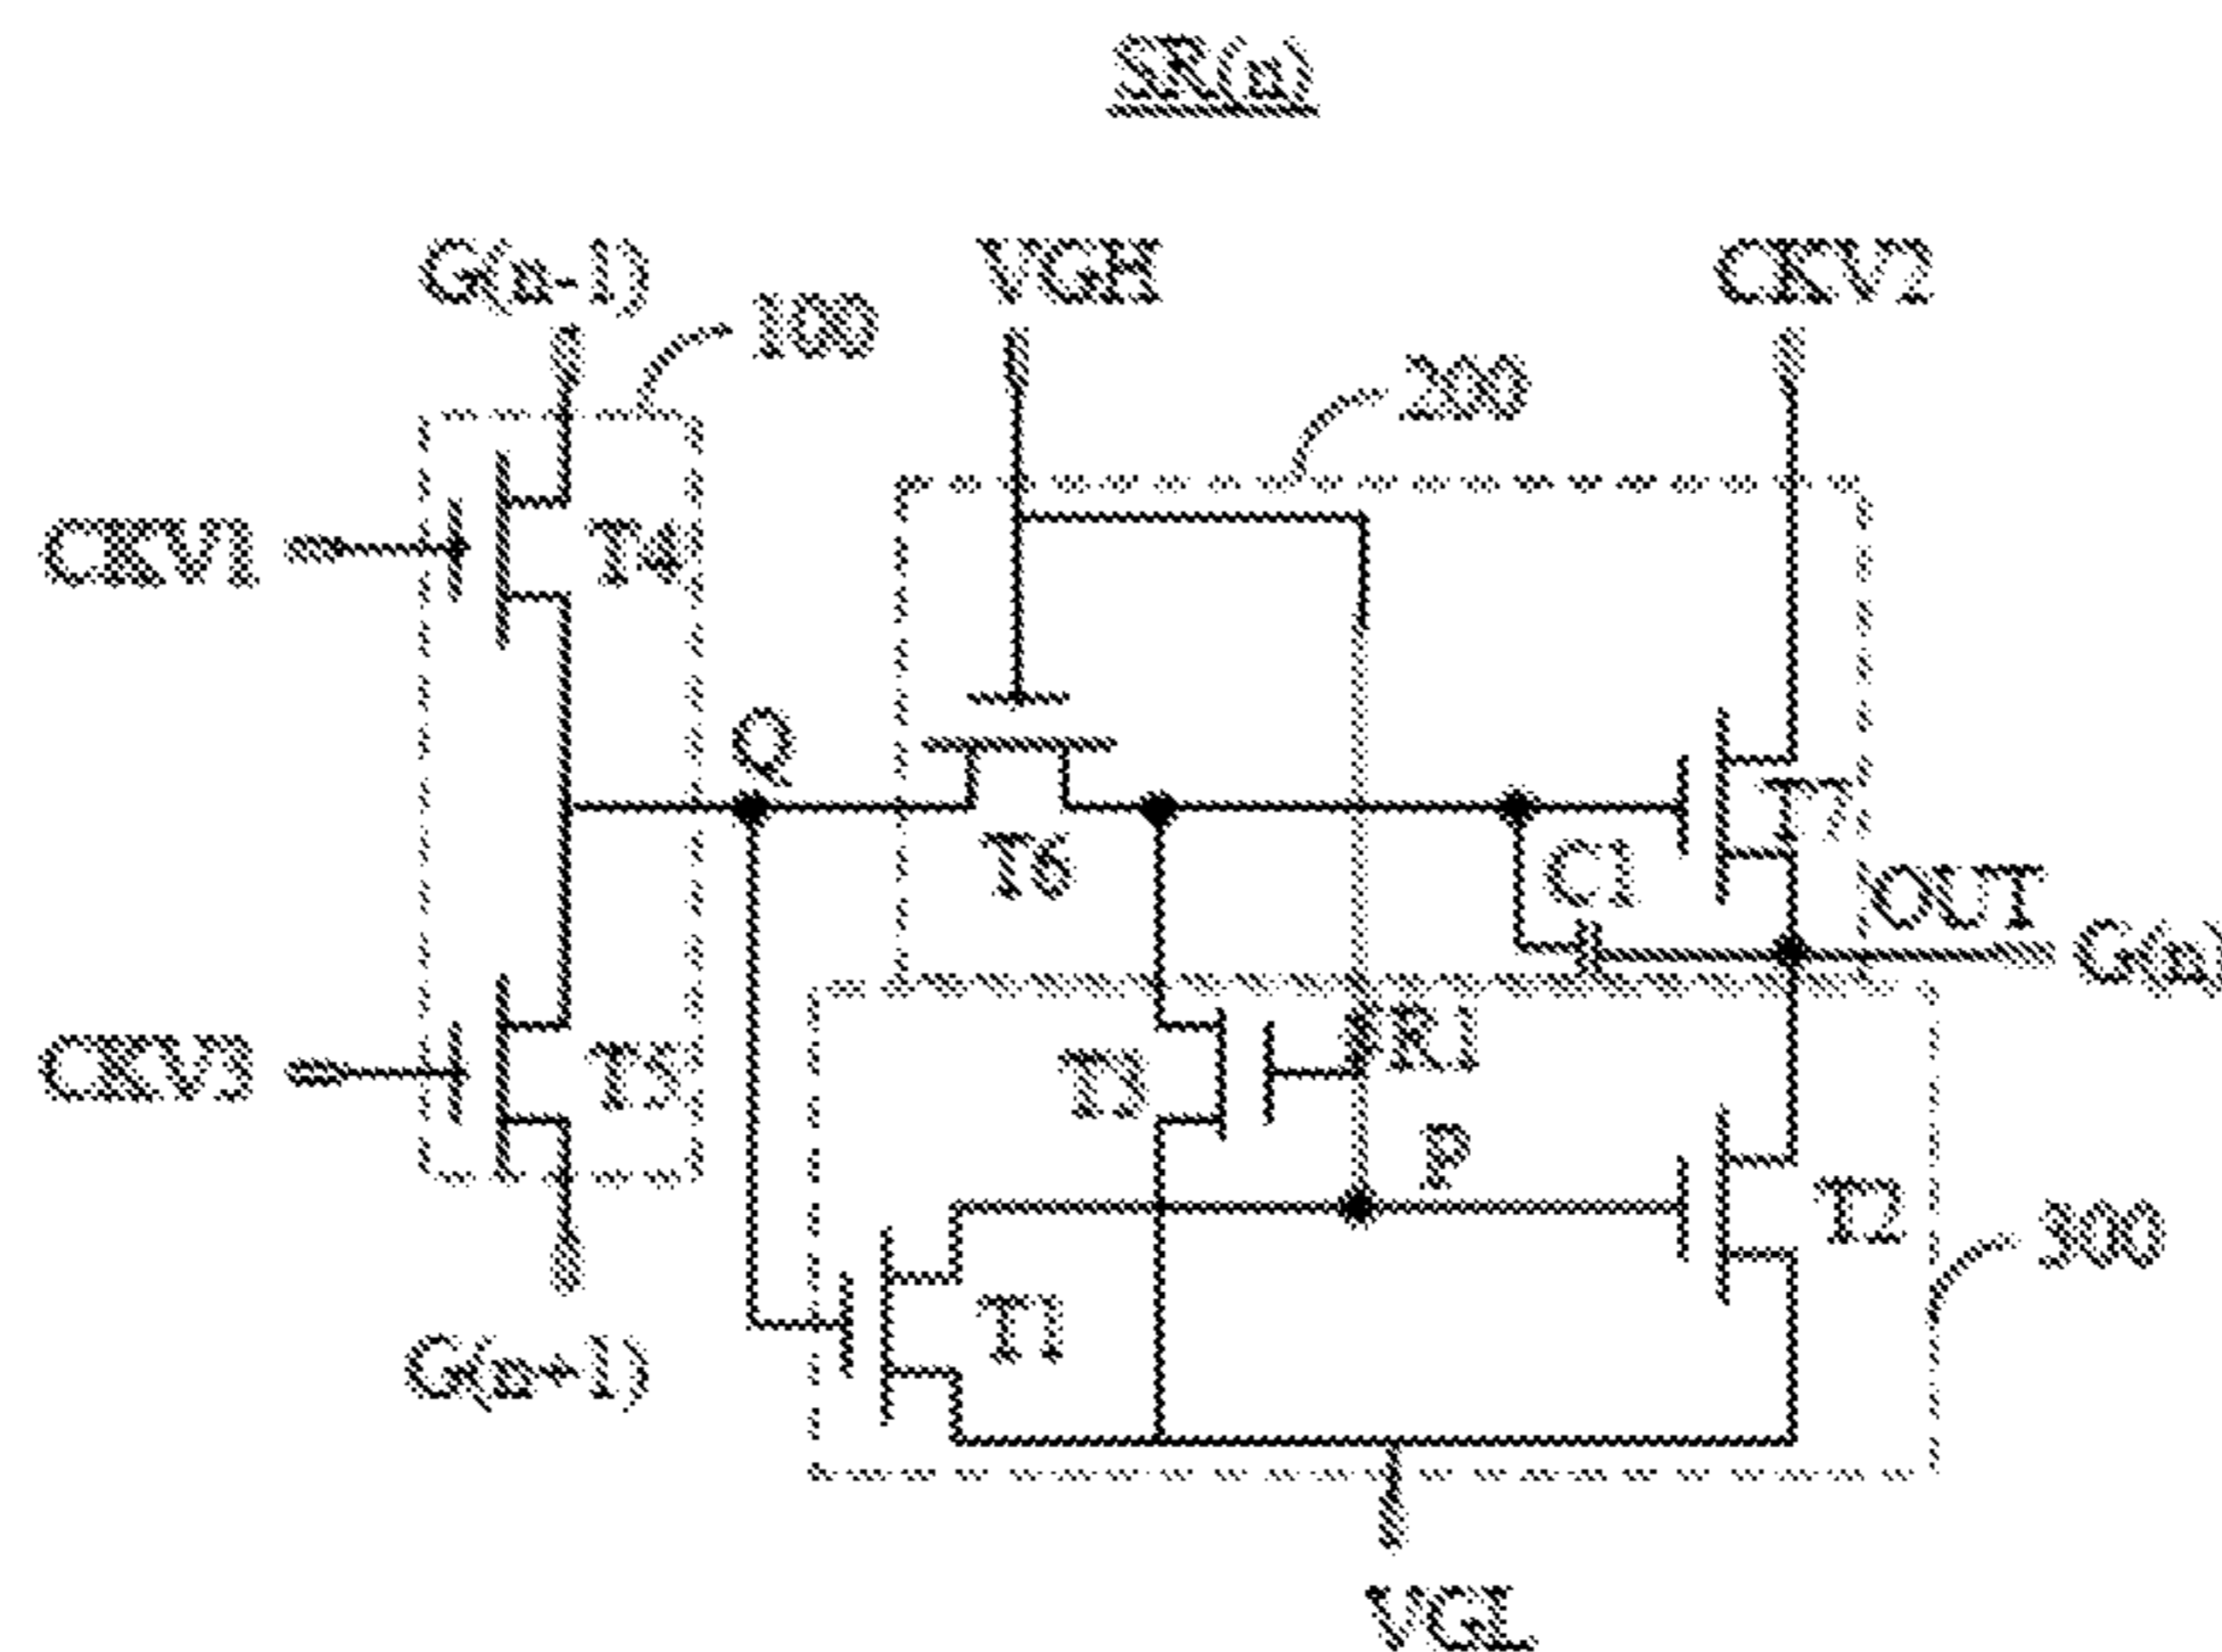 SR(n)
G(n-1)
VGH
CKV2
100
200
CKV1
T4
Q
T7
T6
C1
OUT
G(n)
CKV3
T5
T3
P
T2
300
T1
G(n+1)
VGL